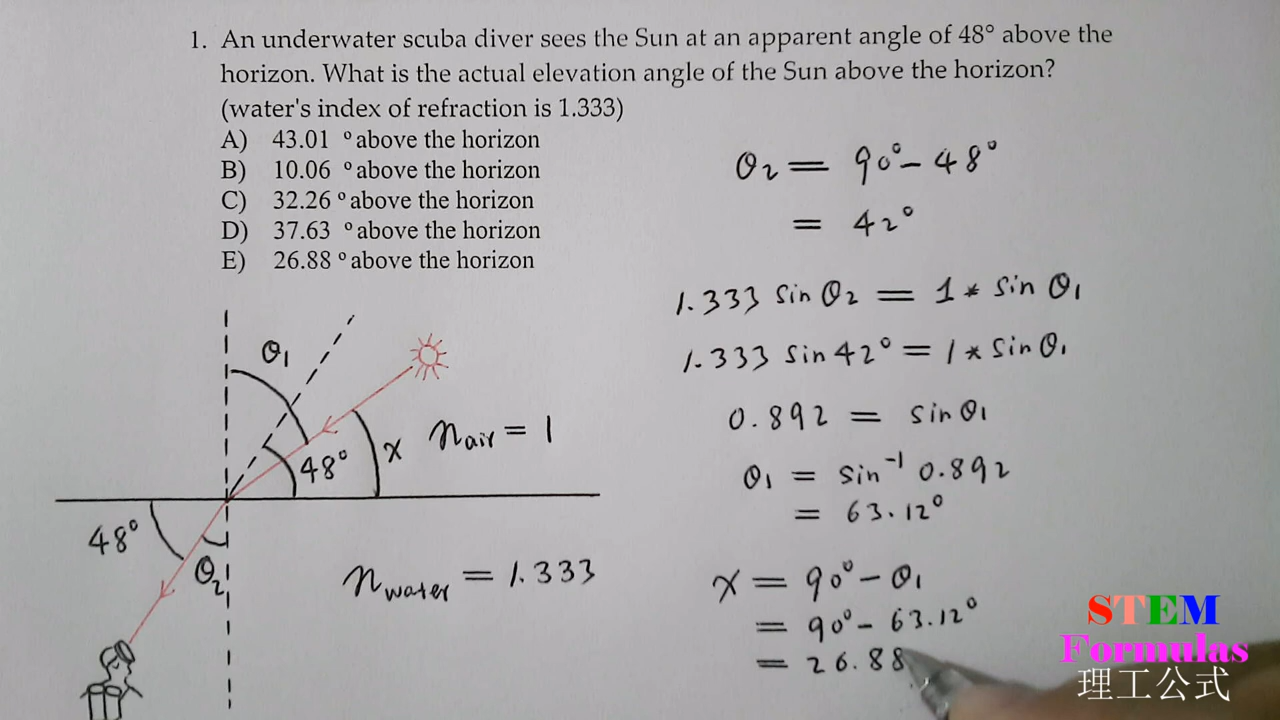 1. An underwater scuba diver sees the Sun at an apparent angle of 48° above the
horizon. What is the actual elevation angle of the Sun above the horizon?
(water's index of refraction is 1.333)
A) 43.01 ° above the horizon
B) 10.06 ° above the horizon
C) 32.26 ° above the horizon
D) 37.63 ° above the horizon
E) 26.88 ° above the horizon
θ2 = 90° - 48°
= 42°
1.333 sin θ2 = 1 * sin θ1
1.333 sin 42° = 1 * sin θ1
0.892 = sin θ1
θ1 = sin⁻¹ 0.892
= 63.12°
x = 90° - θ1
= 90° - 63.12°
= 26.88
θ1
48°
x
n air = 1
48°
θ2
n water = 1.333
STEM
Formulas
理工公式